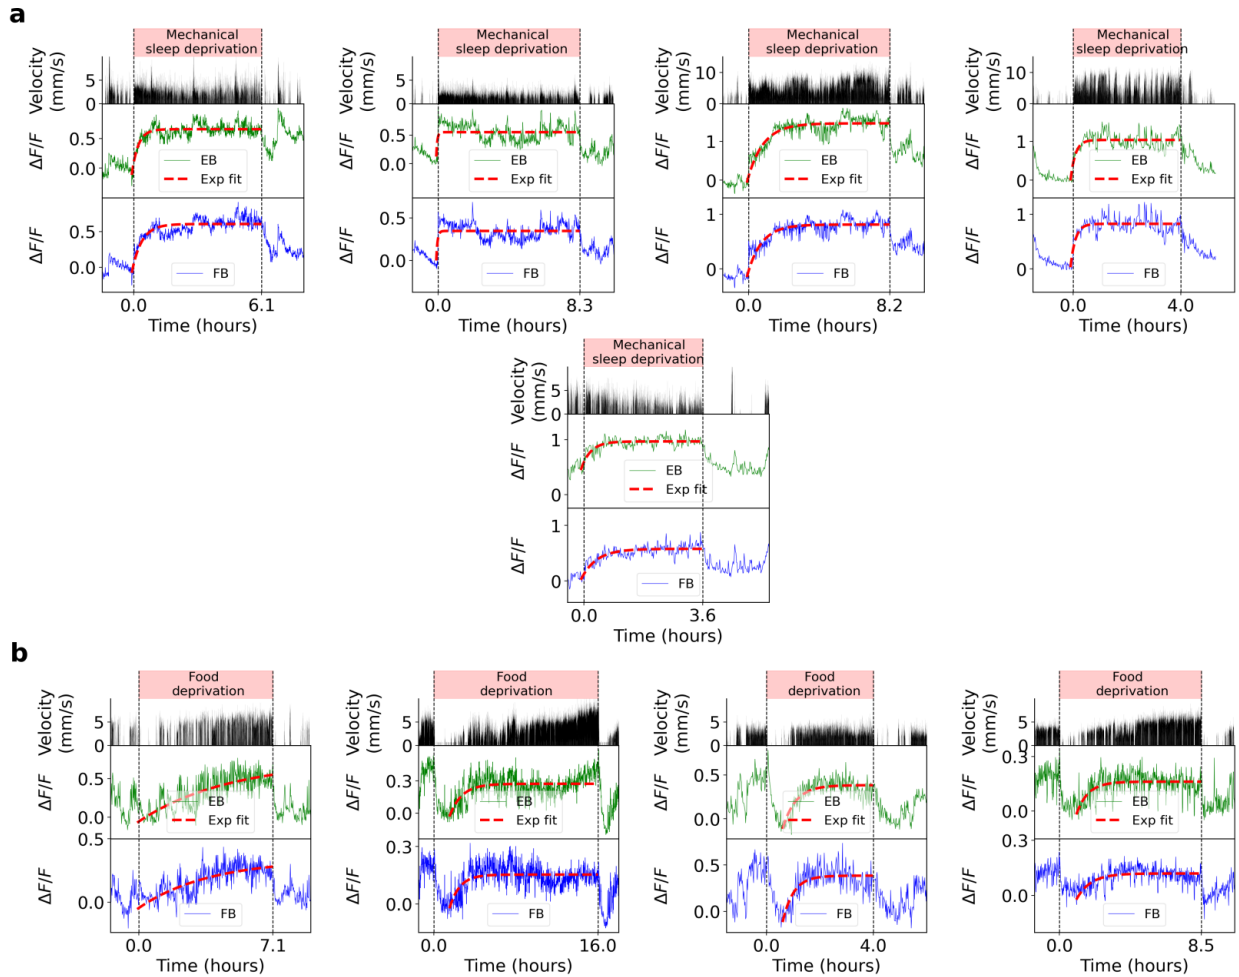 a
Mechanical
sleep deprivation
Velocity
(mm/s)
5
0
ΔF/F
0.5
0.0
EB
Exp fit
ΔF/F
0.5
0.0
FB
0.0
6.1
Time (hours)
Mechanical
sleep deprivation
Velocity
(mm/s)
5
0
ΔF/F
0.5
0.0
EB
Exp fit
ΔF/F
0.5
0.0
FB
0.0
8.3
Time (hours)
Mechanical
sleep deprivation
Velocity
(mm/s)
10
0
ΔF/F
1
0
EB
Exp fit
ΔF/F
1
0
FB
0.0
8.2
Time (hours)
Mechanical
sleep deprivation
Velocity
(mm/s)
10
0
ΔF/F
1
0
EB
Exp fit
ΔF/F
1
0
FB
0.0
4.0
Time (hours)
Mechanical
sleep deprivation
Velocity
(mm/s)
5
0
ΔF/F
1
0
EB
Exp fit
ΔF/F
1
0
FB
0.0
3.6
Time (hours)
b
Food
deprivation
Velocity
(mm/s)
5
0
ΔF/F
0.5
0.0
EB
Exp fit
ΔF/F
0.5
0.0
FB
0.0
7.1
Time (hours)
Food
deprivation
Velocity
(mm/s)
5
0
ΔF/F
0.3
0.0
EB
Exp fit
ΔF/F
0.3
0.0
FB
0.0
16.0
Time (hours)
Food
deprivation
Velocity
(mm/s)
5
0
ΔF/F
0.5
0.0
EB
Exp fit
ΔF/F
0.5
0.0
FB
0.0
4.0
Time (hours)
Food
deprivation
Velocity
(mm/s)
5
0
ΔF/F
0.3
0.0
EB
Exp fit
ΔF/F
0.3
0.0
FB
0.0
8.5
Time (hours)